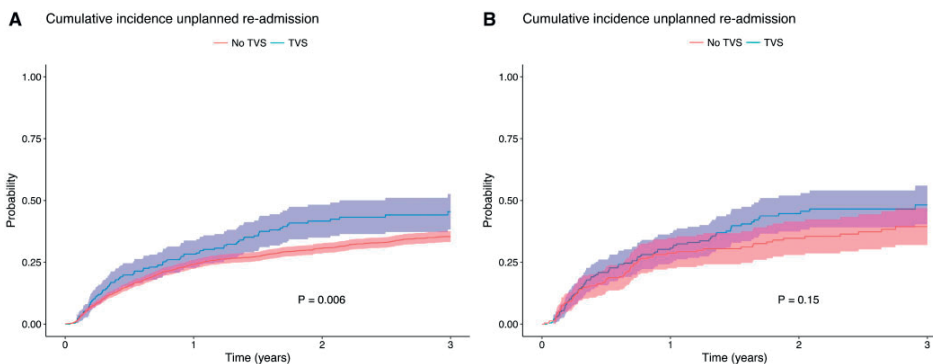 A
Cumulative incidence unplanned re-admission
No TVS TVS
1.00
0.75
0.50
0.25
0.00
Probability
P = 0.006
0 1 2 3
Time (years)
B
Cumulative incidence unplanned re-admission
No TVS TVS
1.00
0.75
0.50
0.25
0.00
Probability
P = 0.15
0 1 2 3
Time (years)